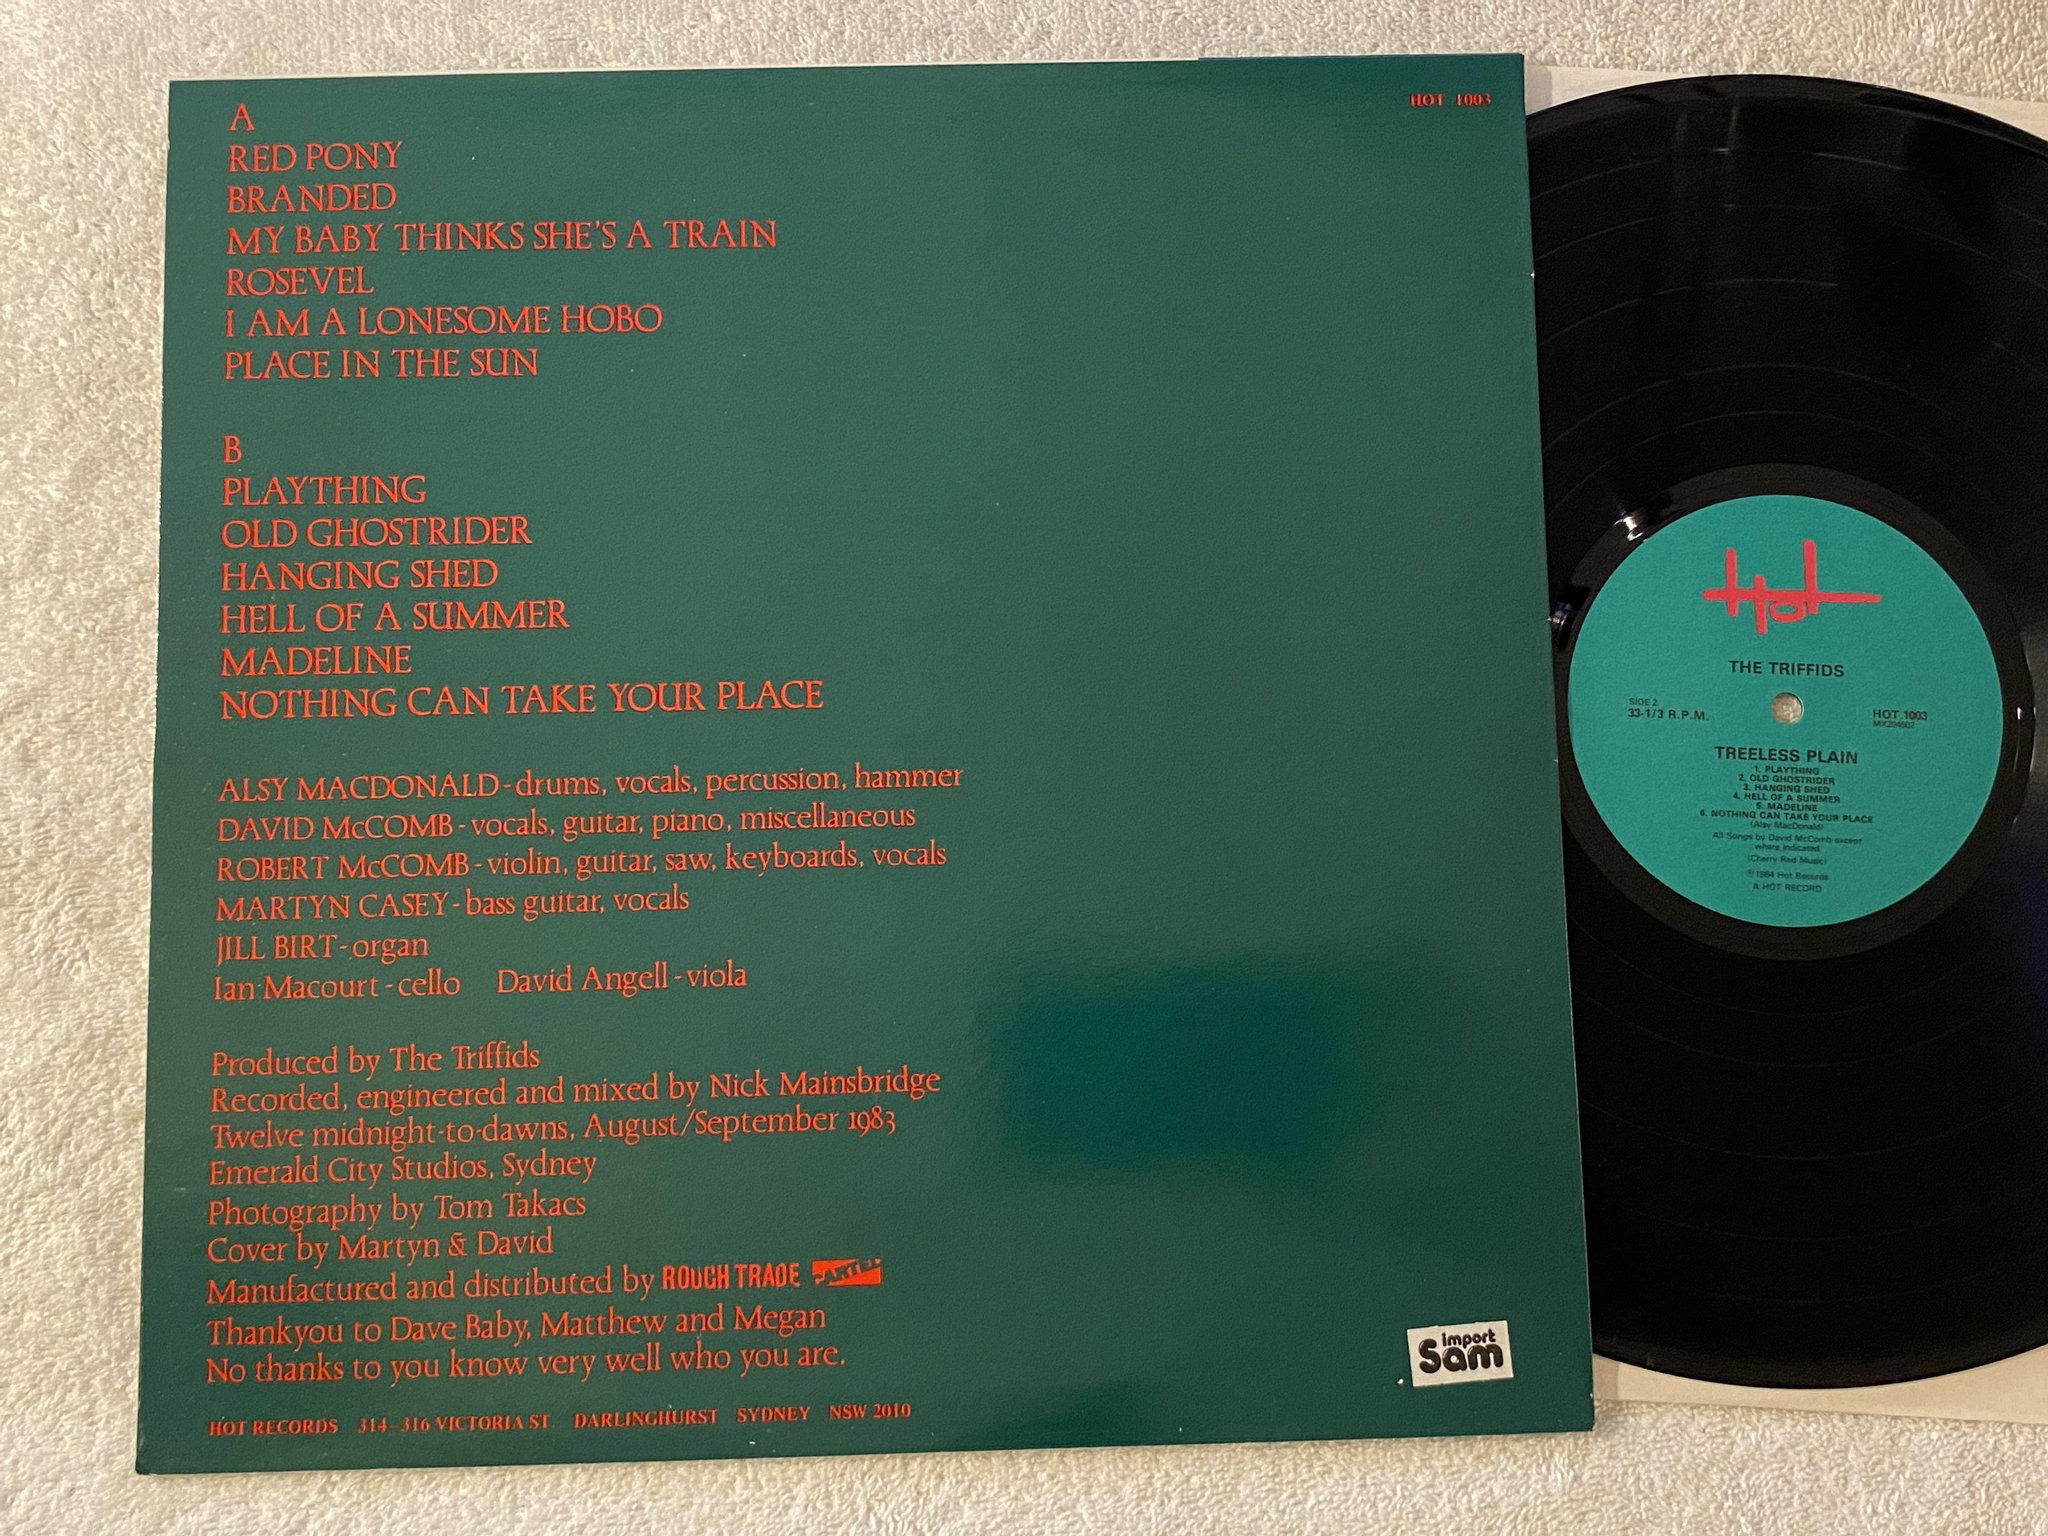 HOT 1003
A
RED PONY
BRANDED
MY BABY THINKS SHE'S A TRAIN
ROSEVEL
I AM A LONESOME HOBO
PLACE IN THE SUN
B
PLAYTHING
OLD GHOSTRIDER
HANGING SHED
HELL OF A SUMMER
MADELINE
NOTHING CAN TAKE YOUR PLACE
ALSY MACDONALD-drums, vocals, percussion, hammer
DAVID McCOMB-vocals, guitar, piano, miscellaneous
ROBERT McCOMB-violin, guitar, saw, keyboards, vocals
MARTYN CASEY-bass guitar, vocals
JILL BIRT-organ
Ian Macourt-cello David Angell-viola
Produced by The Triffids
Recorded, engineered and mixed by Nick Mainsbridge
Twelve midnight-to-dawns, August/September 1983
Emerald City Studios, Sydney
Photography by Tom Takacs
Cover by Martyn & David
Manufactured and distributed by ROUGH TRADE CARTEL
Thankyou to Dave Baby, Matthew and Megan
No thanks to you know very well who you are.
HOT RECORDS 314-316 VICTORIA ST DARLINGHURST SYDNEY NSW 2010
import
Sam
Hot
THE TRIFFIDS
SIDE 2
33-1/3 R.P.M.
HOT 1003
TREELESS PLAIN
1. PLAYTHING
2. OLD GHOSTRIDER
3. HANGING SHED
4. HELL OF A SUMMER
5. MADELINE
6. NOTHING CAN TAKE YOUR PLACE
(Alsy MacDonald)
All Songs by David McComb except
where indicated
(Cherry Red Music)
℗1984 Hot Records
A HOT RECORD